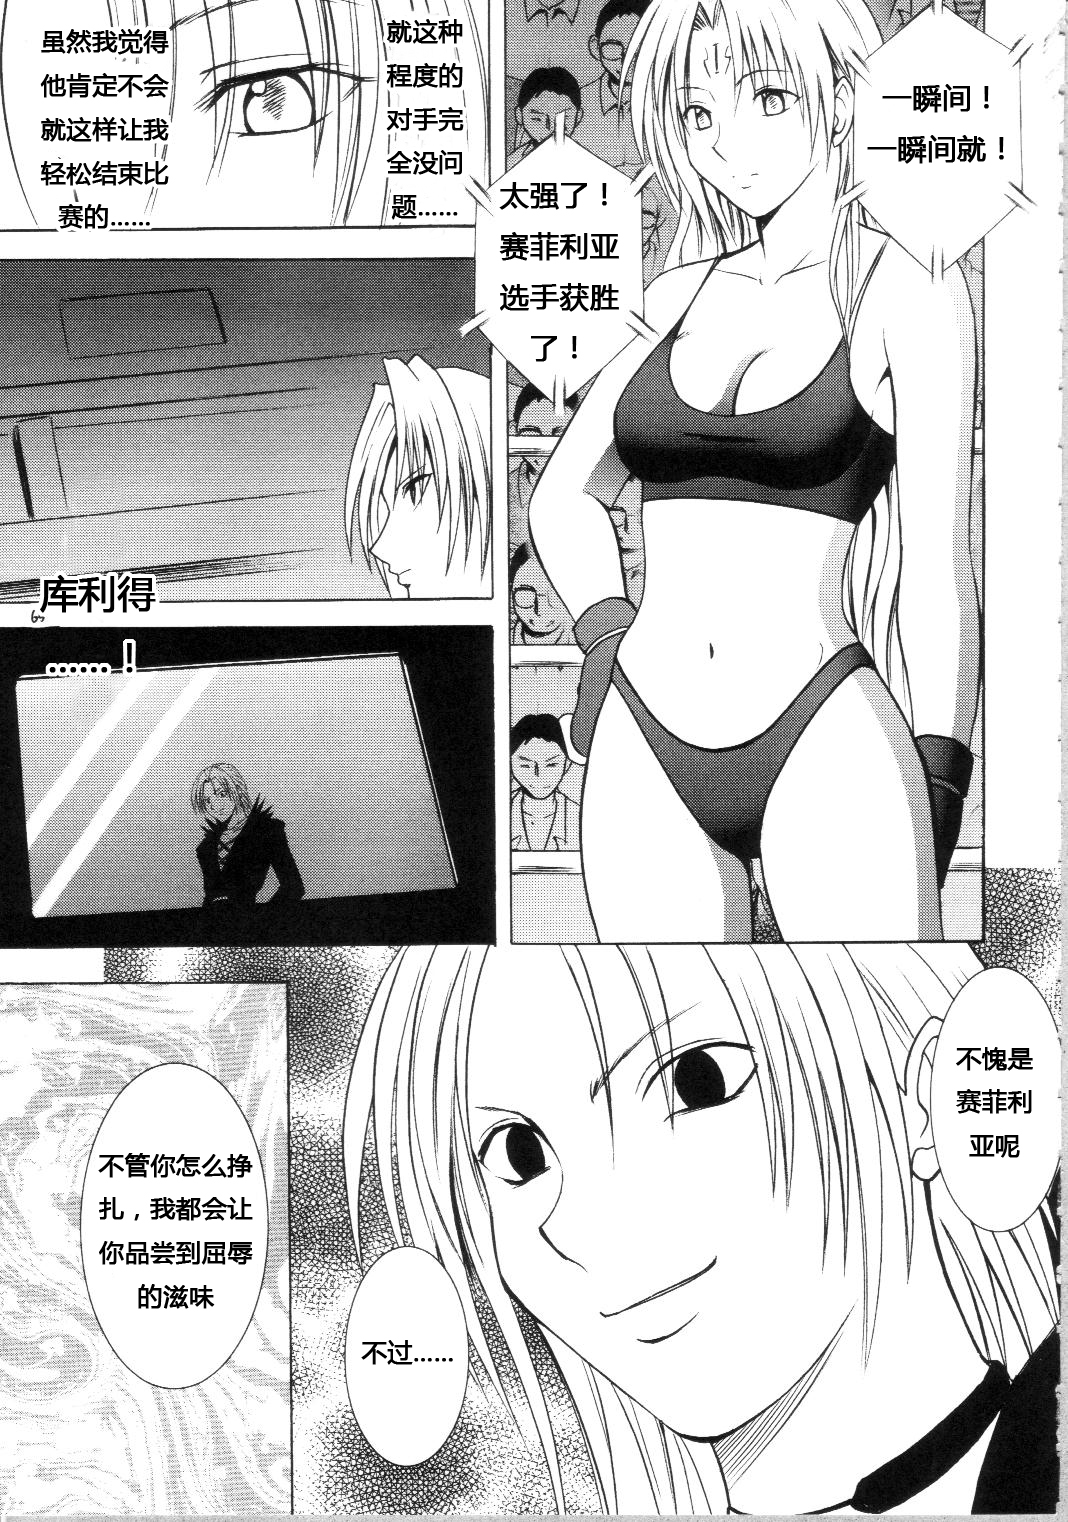 一瞬间！
一瞬间就！
太强了！
赛菲利亚
选手获胜
了！
就这种
程度的
对手完
全没问
题……
虽然我觉得
他肯定不会
就这样让我
轻松结束比
赛的……
库利得
……！
不愧是
赛菲利
亚呢
不过……
不管你怎么挣
扎，我都会让
你品尝到屈辱
的滋味